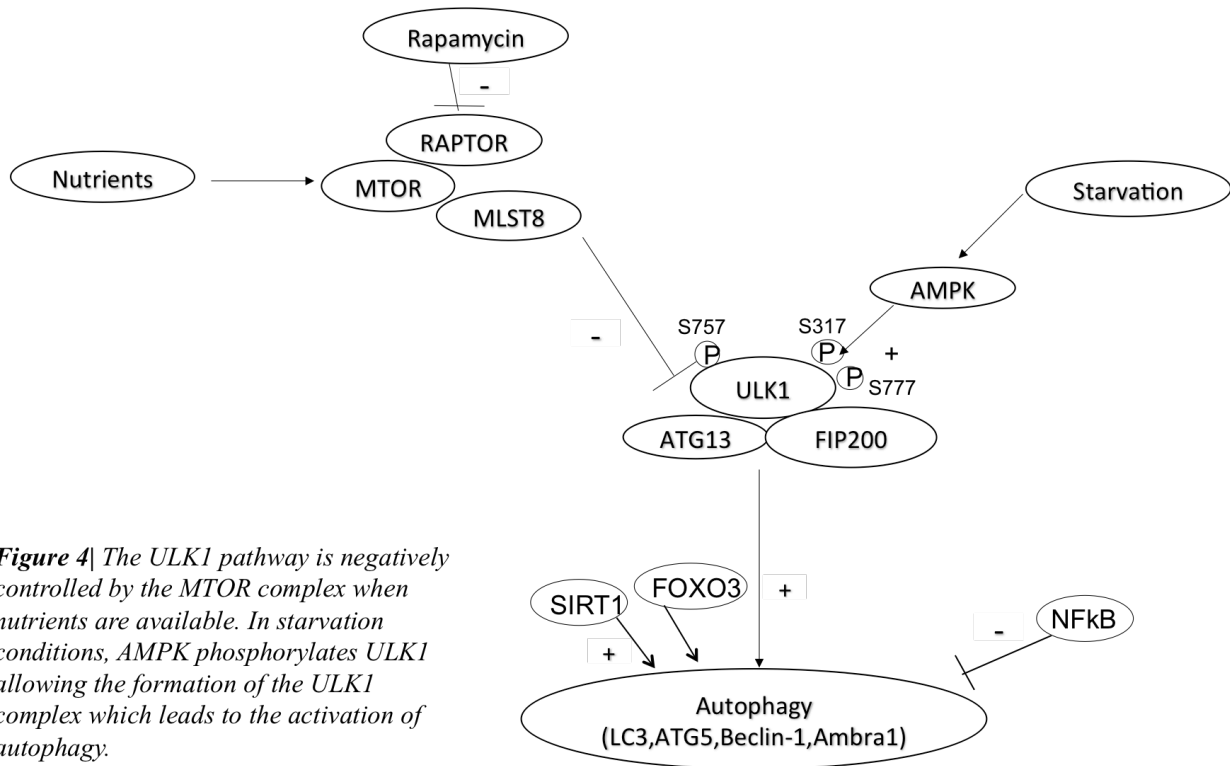 Rapamycin
-
RAPTOR
Nutrients
MTOR
MLST8
Starvation
AMPK
-
S757
P
S317
P
+
P
S777
ULK1
ATG13
FIP200
Figure 4| The ULK1 pathway is negatively
controlled by the MTOR complex when
nutrients are available. In starvation
conditions, AMPK phosphorylates ULK1
allowing the formation of the ULK1
complex which leads to the activation of
autophagy.
SIRT1
FOXO3
+
+
-
NFkB
Autophagy
(LC3,ATG5,Beclin-1,Ambra1)